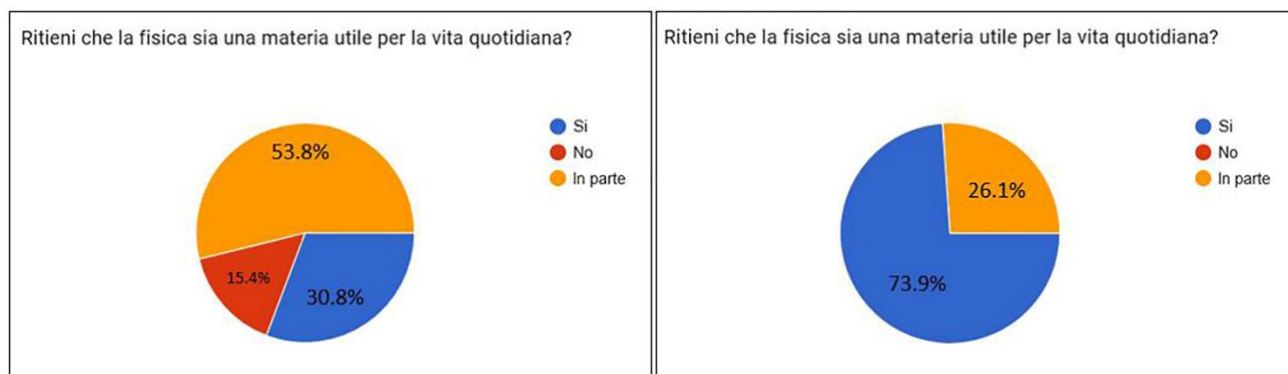 Ritieni che la fisica sia una materia utile per la vita quotidiana?
Si
No
In parte
53.8%
15.4%
30.8%
Ritieni che la fisica sia una materia utile per la vita quotidiana?
Si
No
In parte
26.1%
73.9%